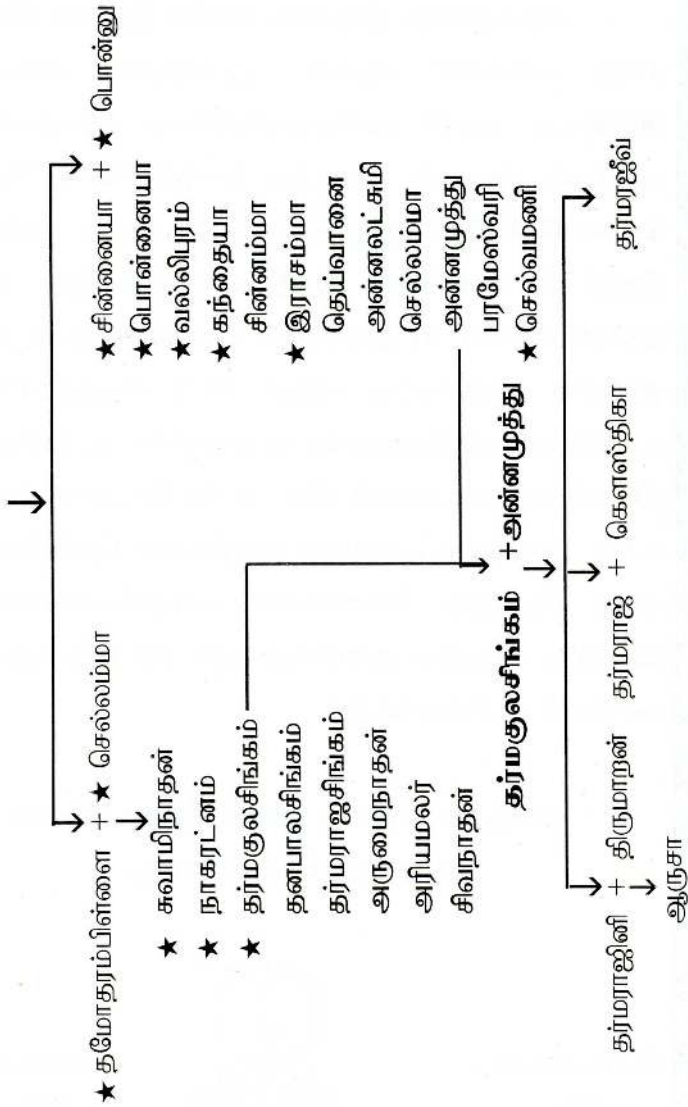 ★ தமோதரம்பிள்ளை + ★ செல்லம்மா
★ சுவாமிநாதன்
★ நாகரட்னம்
★ தர்மகுலசிங்கம்
தனபாலசிங்கம்
தர்மராஜசிங்கம்
அருமைநாதன்
அரியமலர்
சிவநாதன்
★ சின்னையா + ★ பொன்னு
★ பொன்னையா
★ வல்லிபுரம்
★ கந்தையா
சின்னம்மா
★ இராசம்மா
தெய்வானை
அன்னலட்சுமி
செல்லம்மா
அன்னமுத்து
பரமேஸ்வரி
★ செல்வமணி
தர்மகுலசிங்கம் +அன்னமுத்து
தர்மராஜினி + திருமாறன்
ஆருசா
தர்மராஜ் + கௌஸ்திகா
தர்மரஜீவ்